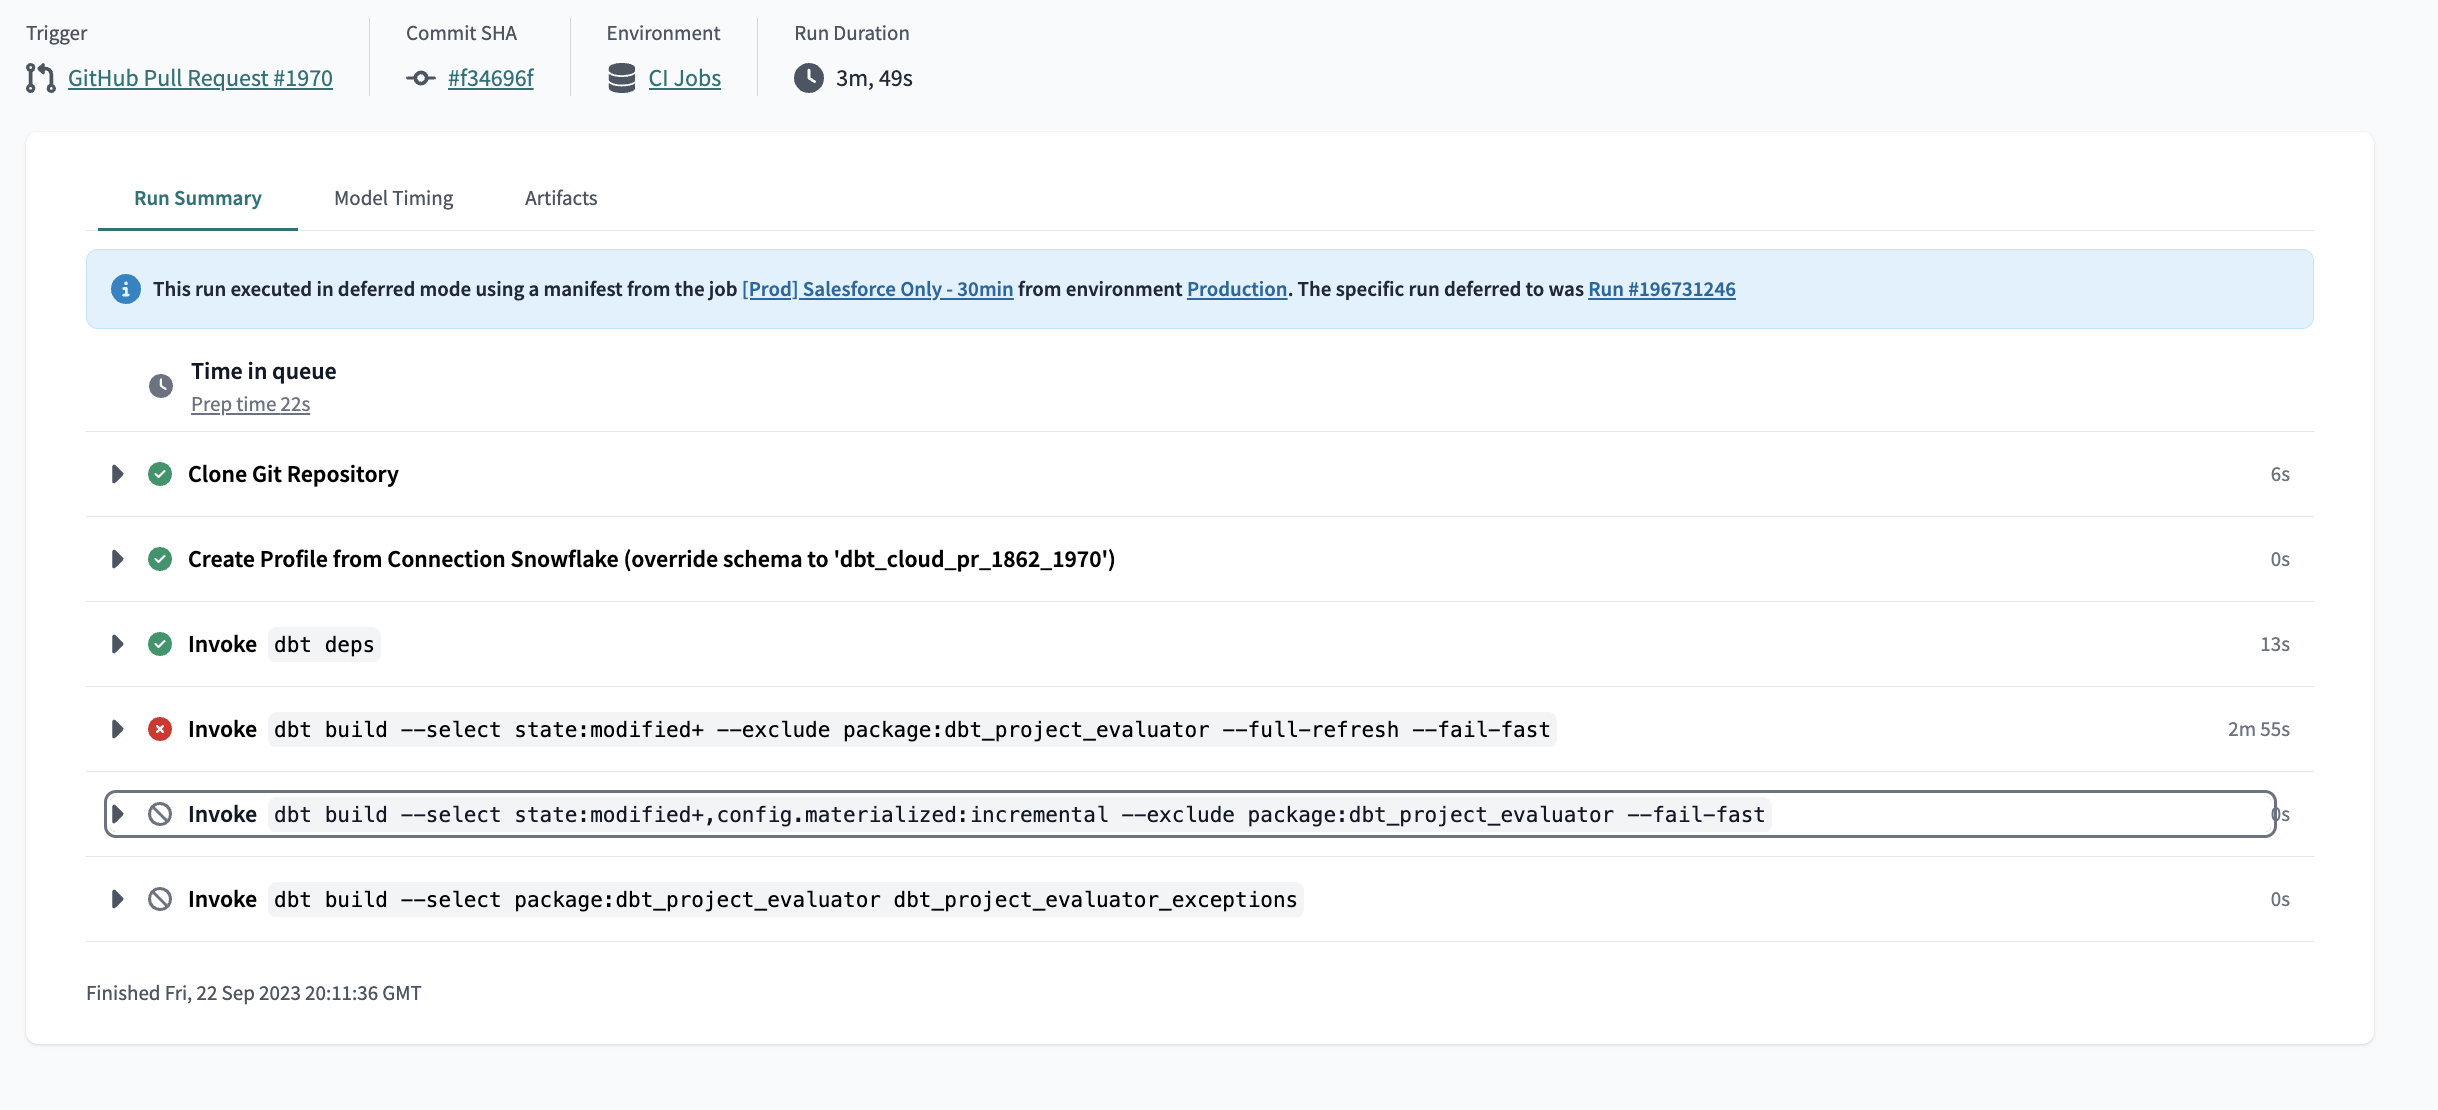 Trigger
Commit SHA
Environment
Run Duration
GitHub Pull Request #1970
#f34696f
CI Jobs
3m, 49s
Run Summary
Model Timing
Artifacts
This run executed in deferred mode using a manifest from the job [Prod] Salesforce Only - 30min from environment Production. The specific run deferred to was Run #196731246
Time in queue
Prep time 22s
Clone Git Repository 6s
Create Profile from Connection Snowflake (override schema to 'dbt_cloud_pr_1862_1970') 0s
Invoke dbt deps 13s
Invoke dbt build --select state:modified+ --exclude package:dbt_project_evaluator --full-refresh --fail-fast 2m 55s
Invoke dbt build --select state:modified+,config.materialized:incremental --exclude package:dbt_project_evaluator --fail-fast 0s
Invoke dbt build --select package:dbt_project_evaluator dbt_project_evaluator_exceptions 0s
Finished Fri, 22 Sep 2023 20:11:36 GMT